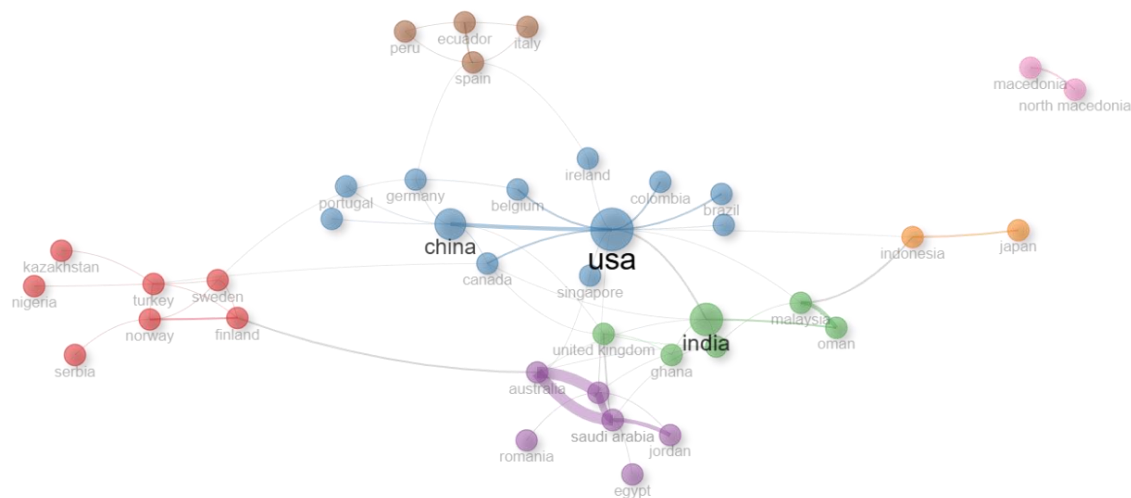 ecuador
peru
italy
spain
macedonia
north macedonia
ireland
germany
portugal
belgium
colombia
brazil
china
usa
indonesia
japan
kazakhstan
canada
turkey
sweden
singapore
nigeria
malaysia
norway
finland
oman
india
united kingdom
serbia
ghana
australia
saudi arabia
jordan
romania
egypt